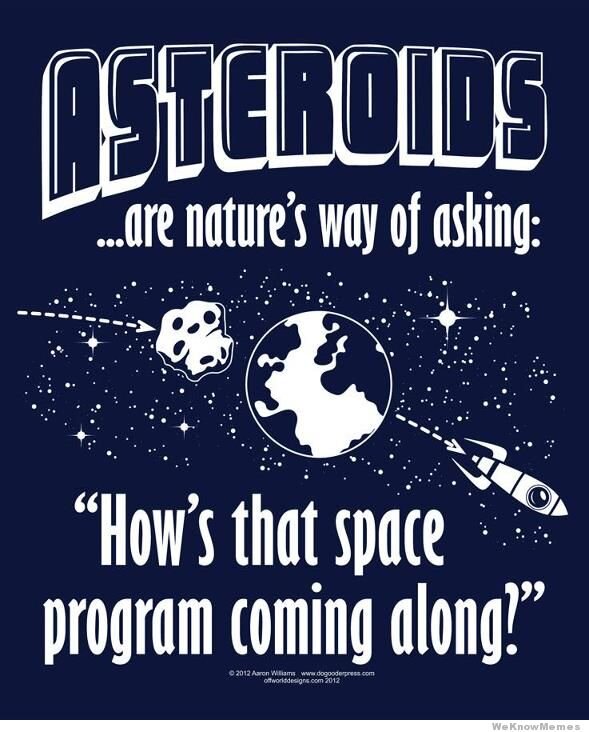 ASTEROIDS
...are nature's way of asking:
“How's that space
program coming along?”
© 2012 Aaron Williams www.dogooderpress.com
offworlddesigns.com 2012
WeKnowMemes